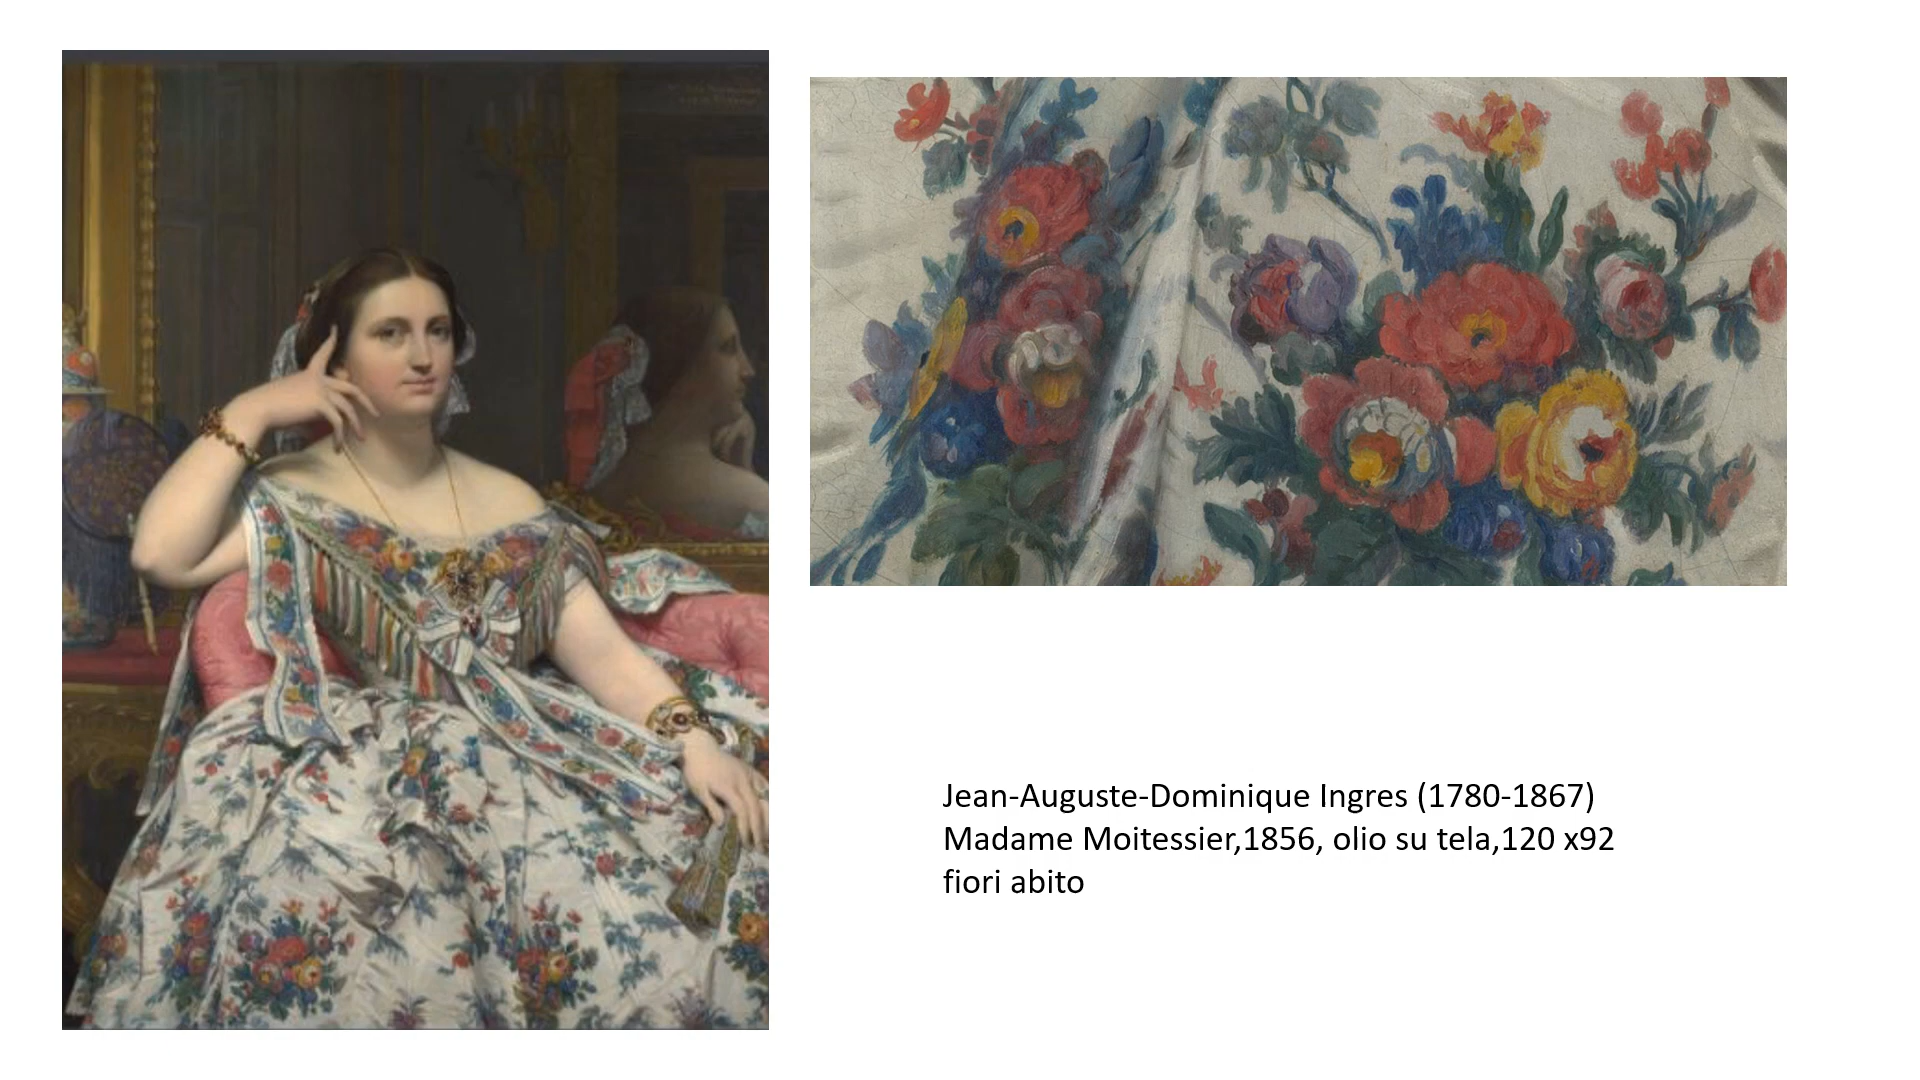 Jean-Auguste-Dominique Ingres (1780-1867)
Madame Moitessier,1856, olio su tela,120 x92
fiori abito